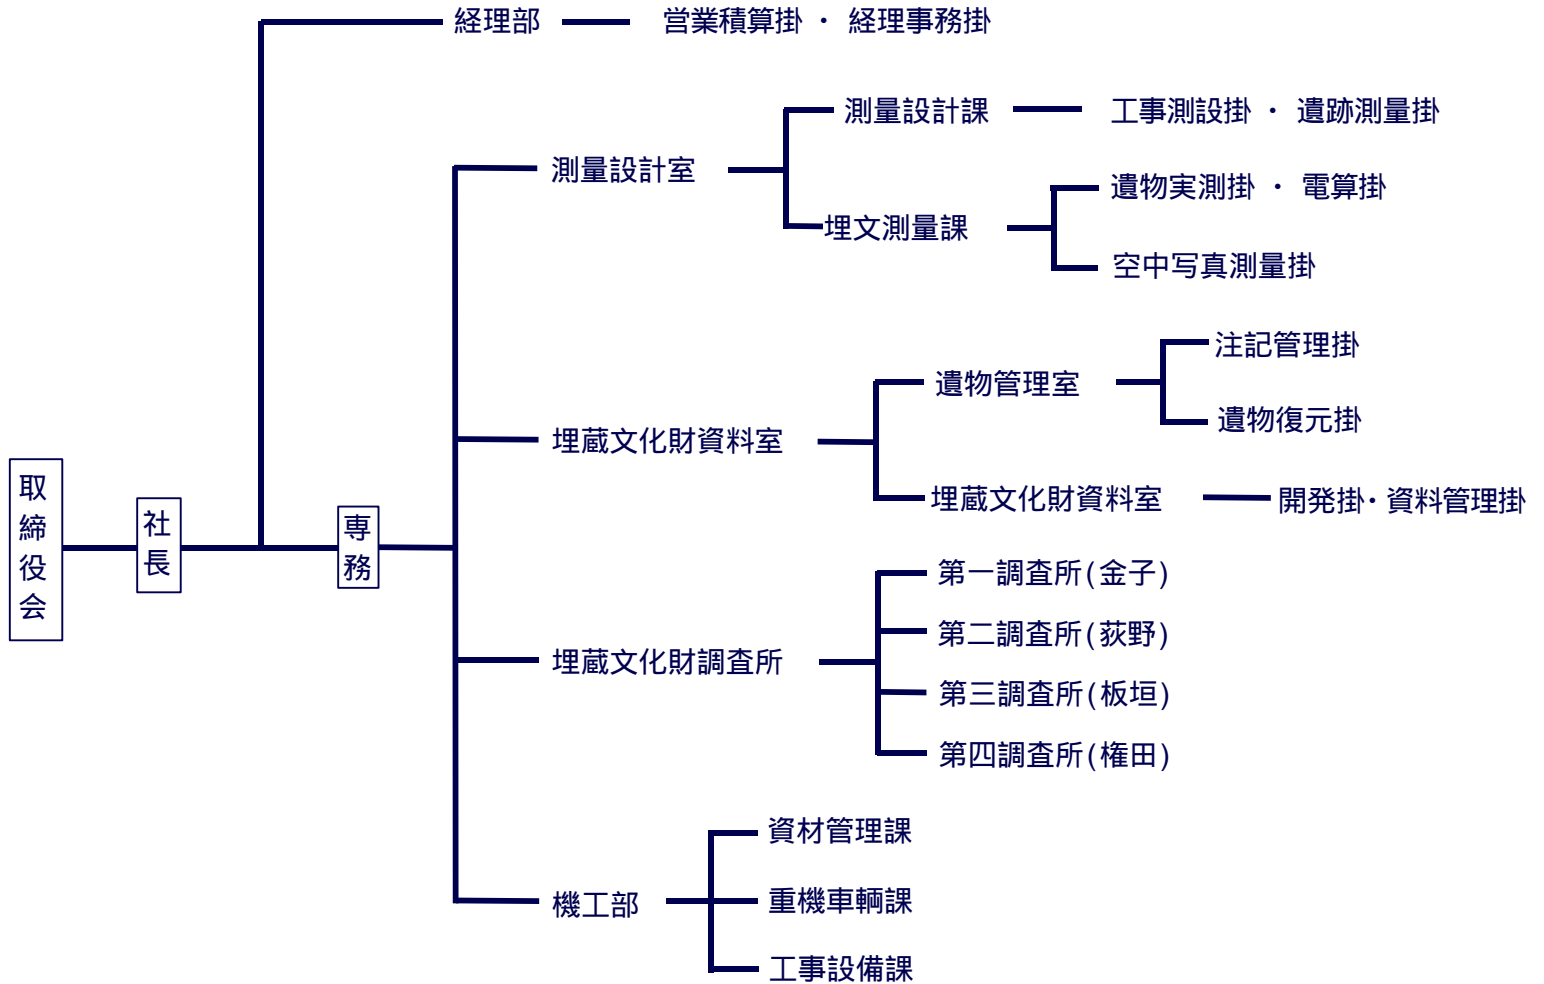 経理部 営業積算掛 ・ 経理事務掛
測量設計課 工事測設掛 ・ 遺跡測量掛
測量設計室
遺物実測掛 ・ 電算掛
埋文測量課
空中写真測量掛
注記管理掛
遺物管理室
遺物復元掛
埋蔵文化財資料室
埋蔵文化財資料室 開発掛・資料管理掛
取締役会
社長
専務
第一調査所(金子)
第二調査所(荻野)
埋蔵文化財調査所
第三調査所(板垣)
第四調査所(権田)
資材管理課
機工部
重機車輌課
工事設備課